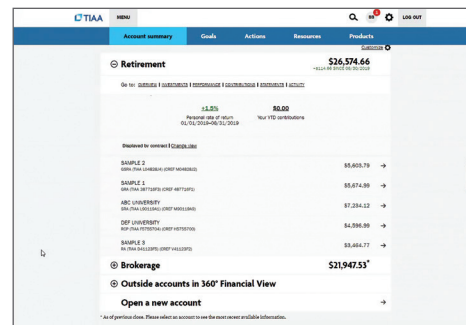 TIAA MENU LOG OUT
Account summary Goals Actions Resources Products
Customize
Retirement $26,574.66
Go to: OVERVIEW | INVESTMENTS | PERFORMANCE | CONTRIBUTIONS | STATEMENTS | ACTIVITY
+1.5% $0.00
Personal rate of return Your YTD contributions
01/01/2019-08/31/2019
Displayed by contract | Change view
SAMPLE 2 $5,603.79
SAMPLE 1 $5,674.99
ABC UNIVERSITY $7,234.12
DEF UNIVERSITY $4,596.99
SAMPLE 3 $3,464.77
Brokerage $21,947.53*
Outside accounts in 360° Financial View
Open a new account
* As of previous close. Please select an account to see the most recent available information.